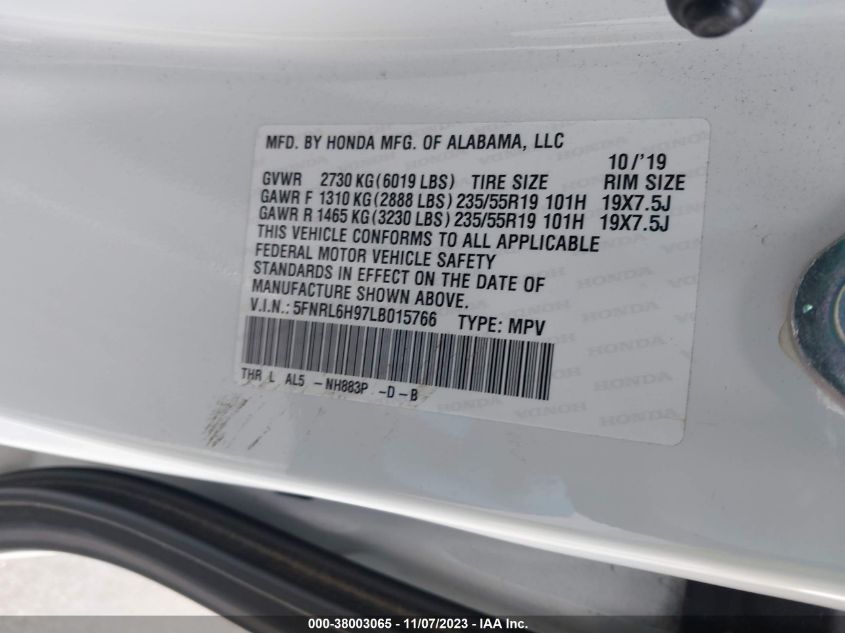 MFD. BY HONDA MFG. OF ALABAMA, LLC
10/'19
GVWR 2730 KG(6019 LBS) TIRE SIZE RIM SIZE
GAWR F 1310 KG(2888 LBS)235/55R19 101H 19X7.5J
GAWR R 1465 KG(3230 LBS)235/55R19 101H 19X7.5J
THIS VEHICLE CONFORMS TO ALL APPLICABLE
FEDERAL MOTOR VEHICLE SAFETY
STANDARDS IN EFFECT ON THE DATE OF
MANUFACTURE SHOWN ABOVE.
V.I.N.: 5FNRL6H97LB015766 TYPE: MPV
THR L AL5 -NH883P -D-B
000-38003065 - 11/07/2023 - IAA Inc.